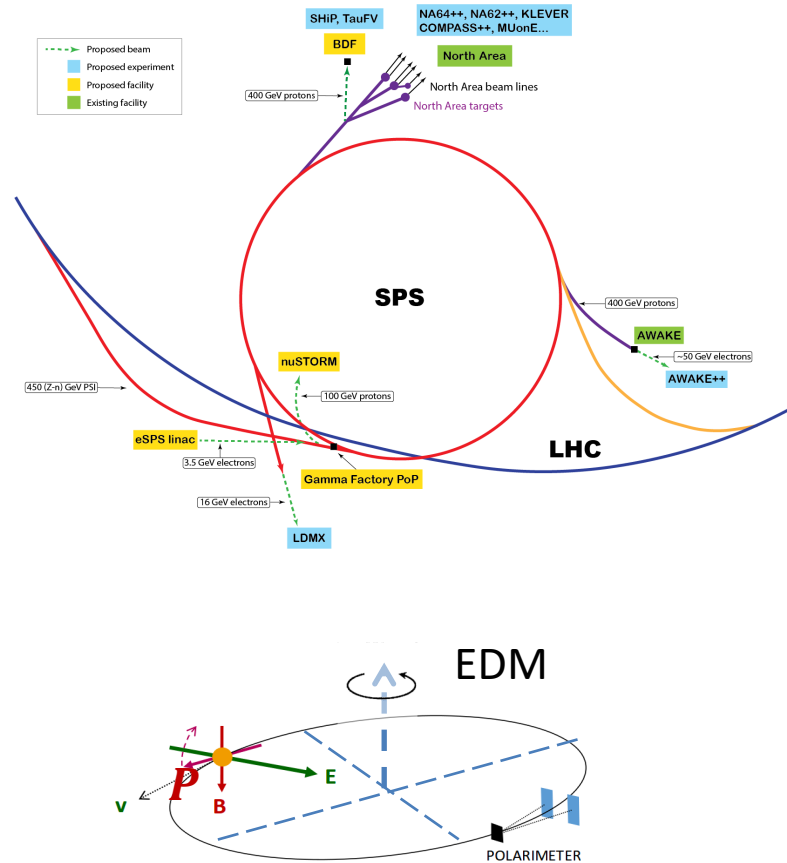 Proposed beam
Proposed experiment
Proposed facility
Existing facility
SHiP, TauFV
BDF
NA64++, NA62++, KLEVER
COMPASS++, MUonE...
North Area
North Area beam lines
North Area targets
400 GeV protons
SPS
400 GeV protons
AWAKE
~50 GeV electrons
AWAKE++
nuSTORM
100 GeV protons
450 (Z-n) GeV PSI
eSPS linac
3.5 GeV electrons
LHC
Gamma Factory PoP
16 GeV electrons
LDMX
EDM
P
E
B
v
POLARIMETER